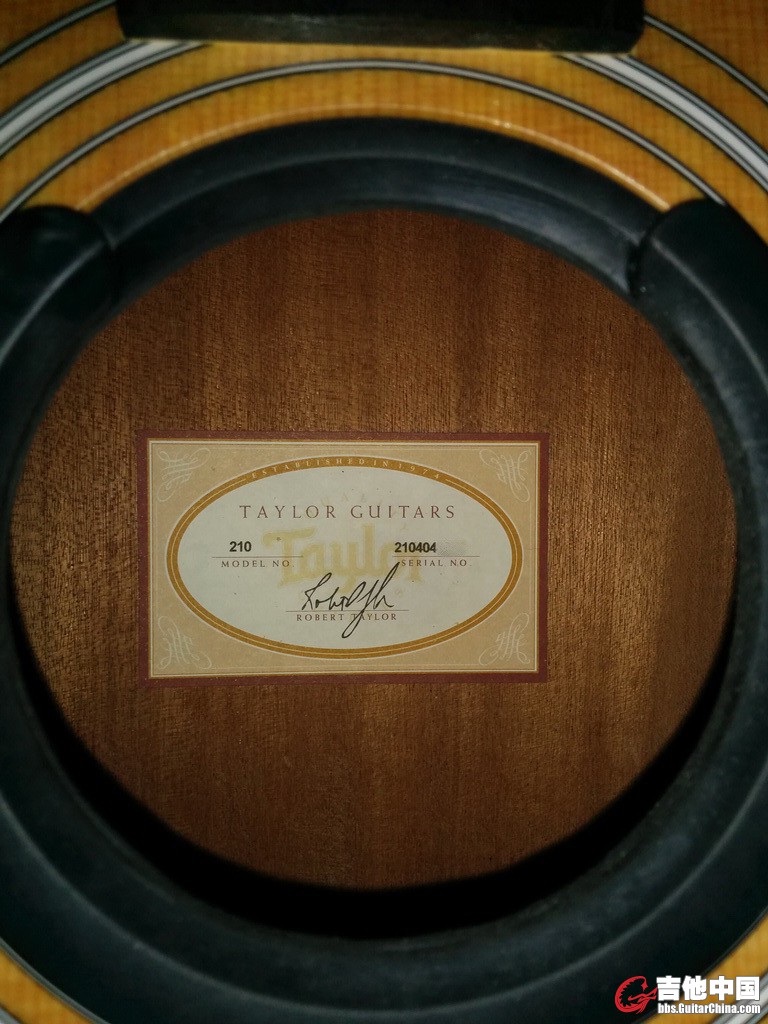 ESTABLISHED IN 1974
TAYLOR GUITARS
Taylor
210 210404
MODEL NO. SERIAL NO.
ROBERT TAYLOR
吉他中国
bbs.GuitarChina.com